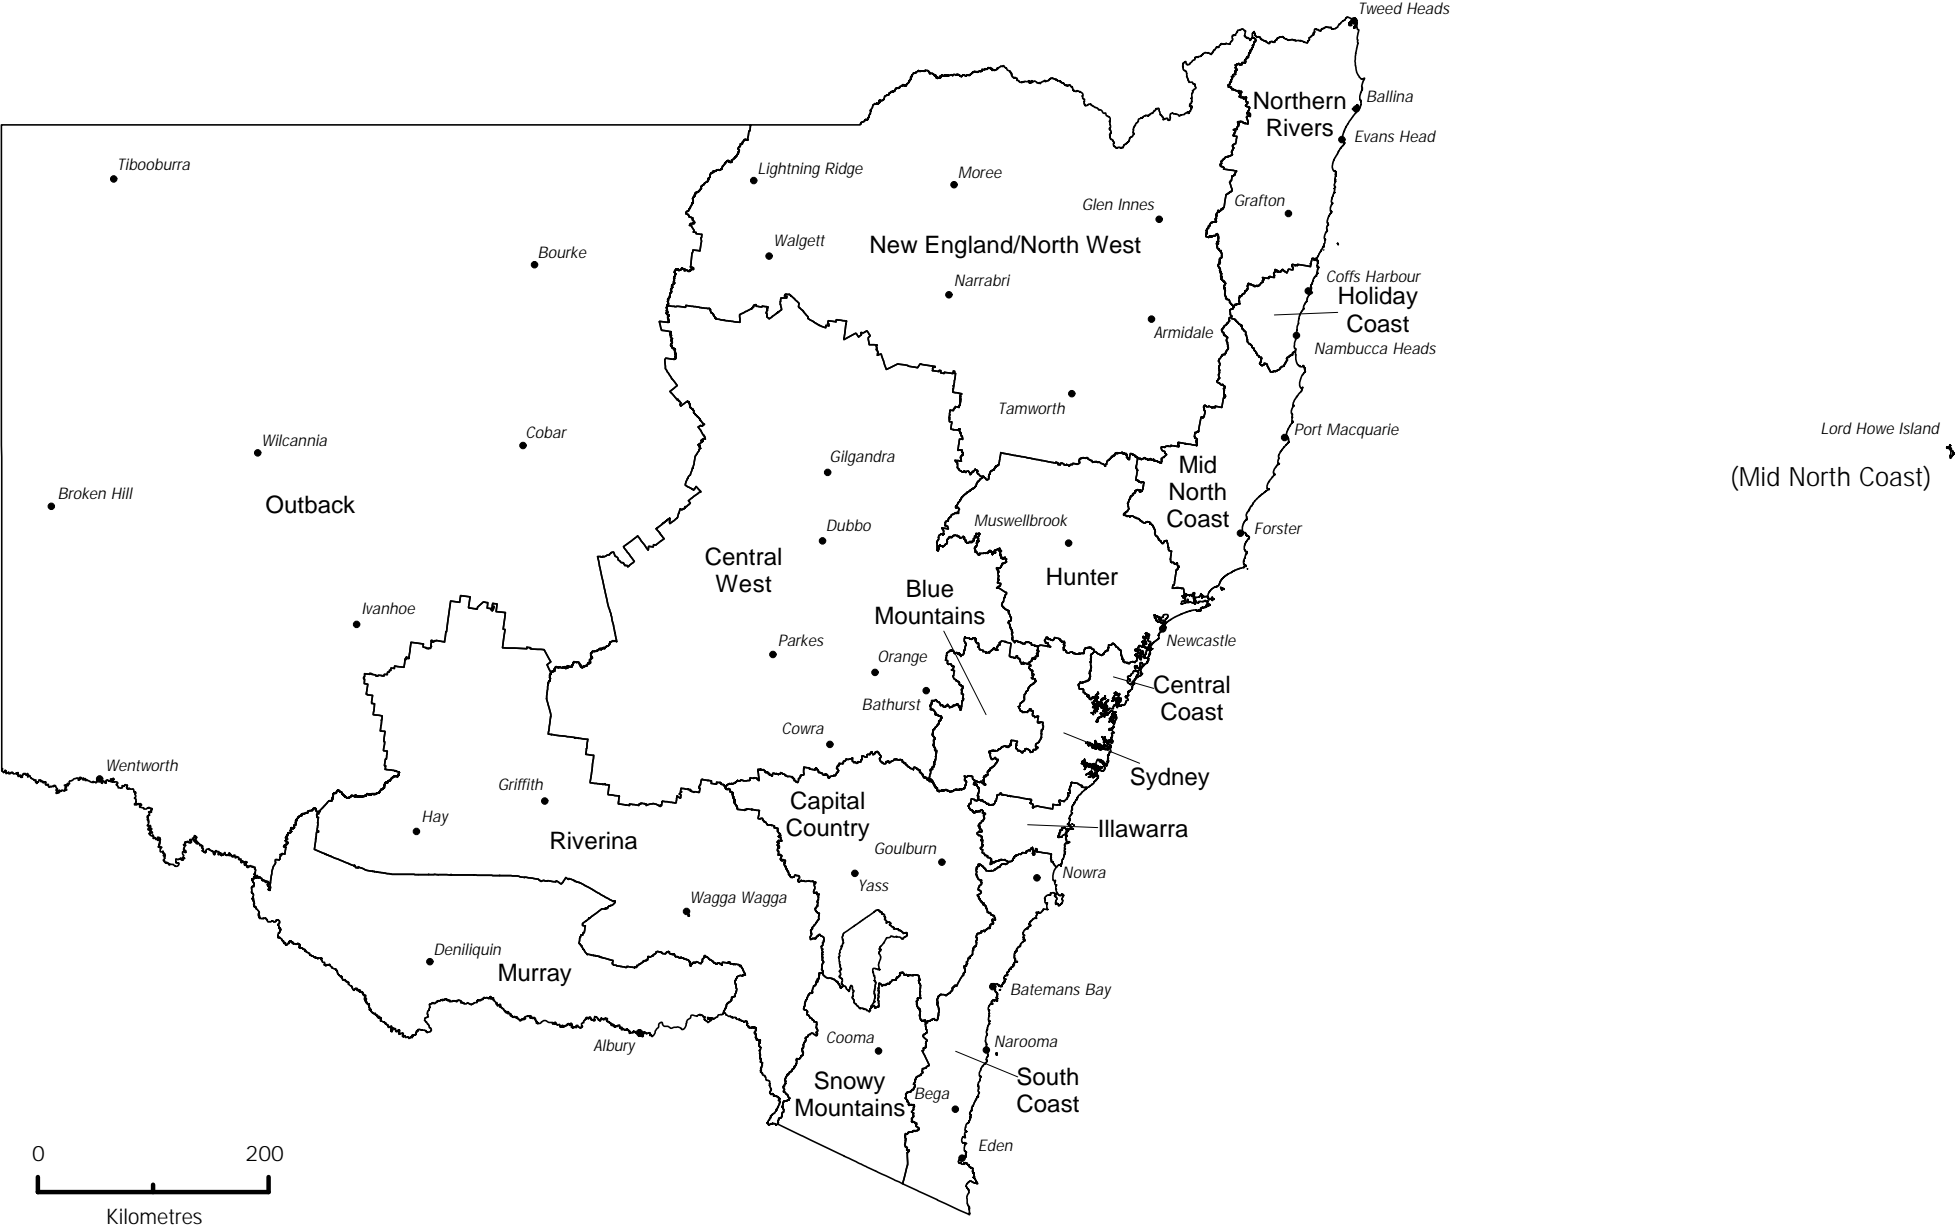 Tweed Heads
Ballina
Northern
Rivers
Evans Head
Tibooburra
Lightning Ridge
Moree
Glen Innes
Grafton
Walgett
New England/North West
Bourke
Narrabri
Coffs Harbour
Holiday
Coast
Armidale
Nambucca Heads
Tamworth
Port Macquarie
Lord Howe Island
(Mid North Coast)
Wilcannia
Cobar
Gilgandra
Mid
North
Coast
Broken Hill
Outback
Dubbo
Muswellbrook
Forster
Central
West
Hunter
Blue
Mountains
Ivanhoe
Parkes
Orange
Newcastle
Bathurst
Central
Coast
Cowra
Wentworth
Sydney
Griffith
Capital
Country
Hay
Riverina
Illawarra
Goulburn
Yass
Nowra
Wagga Wagga
Deniliquin
Murray
Batemans Bay
Albury
Cooma
Narooma
Snowy
Mountains
South
Coast
Bega
Eden
0 200
Kilometres